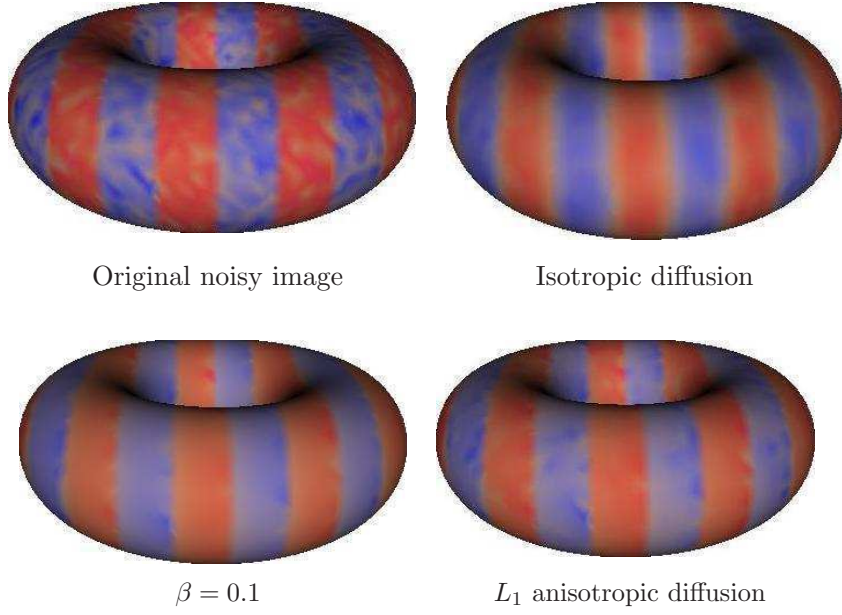 Original noisy image
Isotropic diffusion
β = 0.1
L₁ anisotropic diffusion